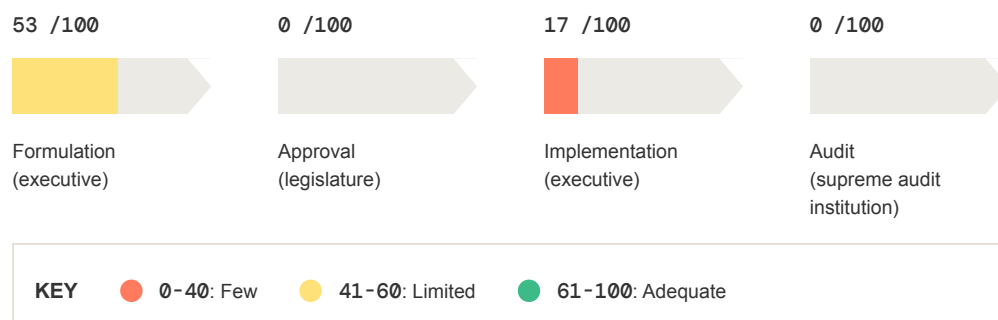 53 /100
0 /100
17 /100
0 /100
Formulation
(executive)
Approval
(legislature)
Implementation
(executive)
Audit
(supreme audit
institution)
KEY 0-40: Few 41-60: Limited 61-100: Adequate